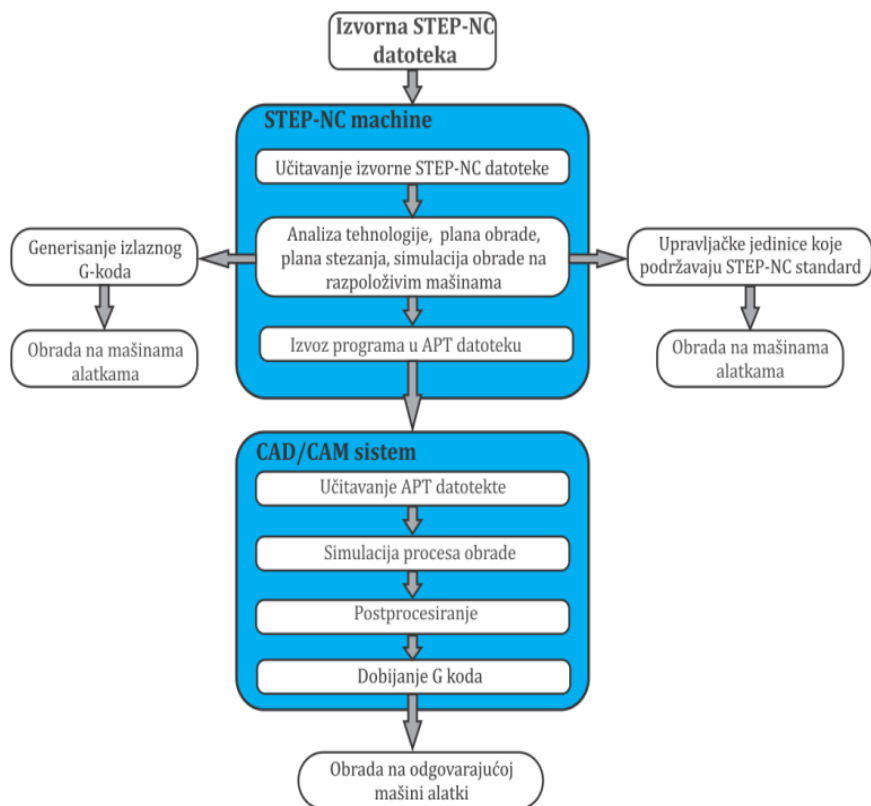 Izvorna STEP-NC
datoteka
STEP-NC machine
Učitavanje izvorne STEP-NC datoteke
Analiza tehnologije, plana obrade,
plana stezanja, simulacija obrade na
razpoloživim mašinama
Izvoz programa u APT datoteku
Generisanje izlaznog
G-koda
Obrada na mašinama
alatkama
Upravljačke jedinice koje
podržavaju STEP-NC standard
Obrada na mašinama
alatkama
CAD/CAM sistem
Učitavanje APT datotekte
Simulacija procesa obrade
Postprocesiranje
Dobijanje G koda
Obrada na odgovarajućoj
mašini alatki